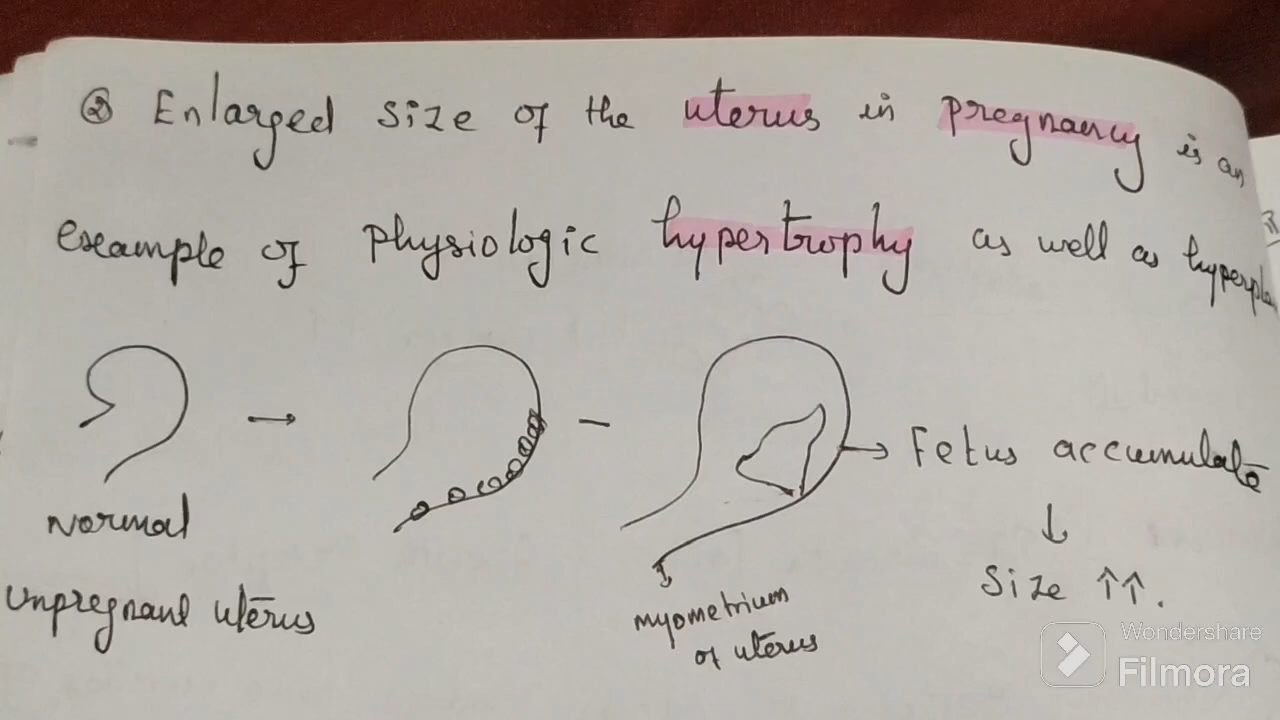 ② Enlarged size of the uterus in pregnancy is an
example of physiologic hypertrophy as well as hyperpla
Normal
Unpregnant uterus
myometrium
of uterus
→ Fetus accumulate
↓
Size ↑↑.
Wondershare
Filmora